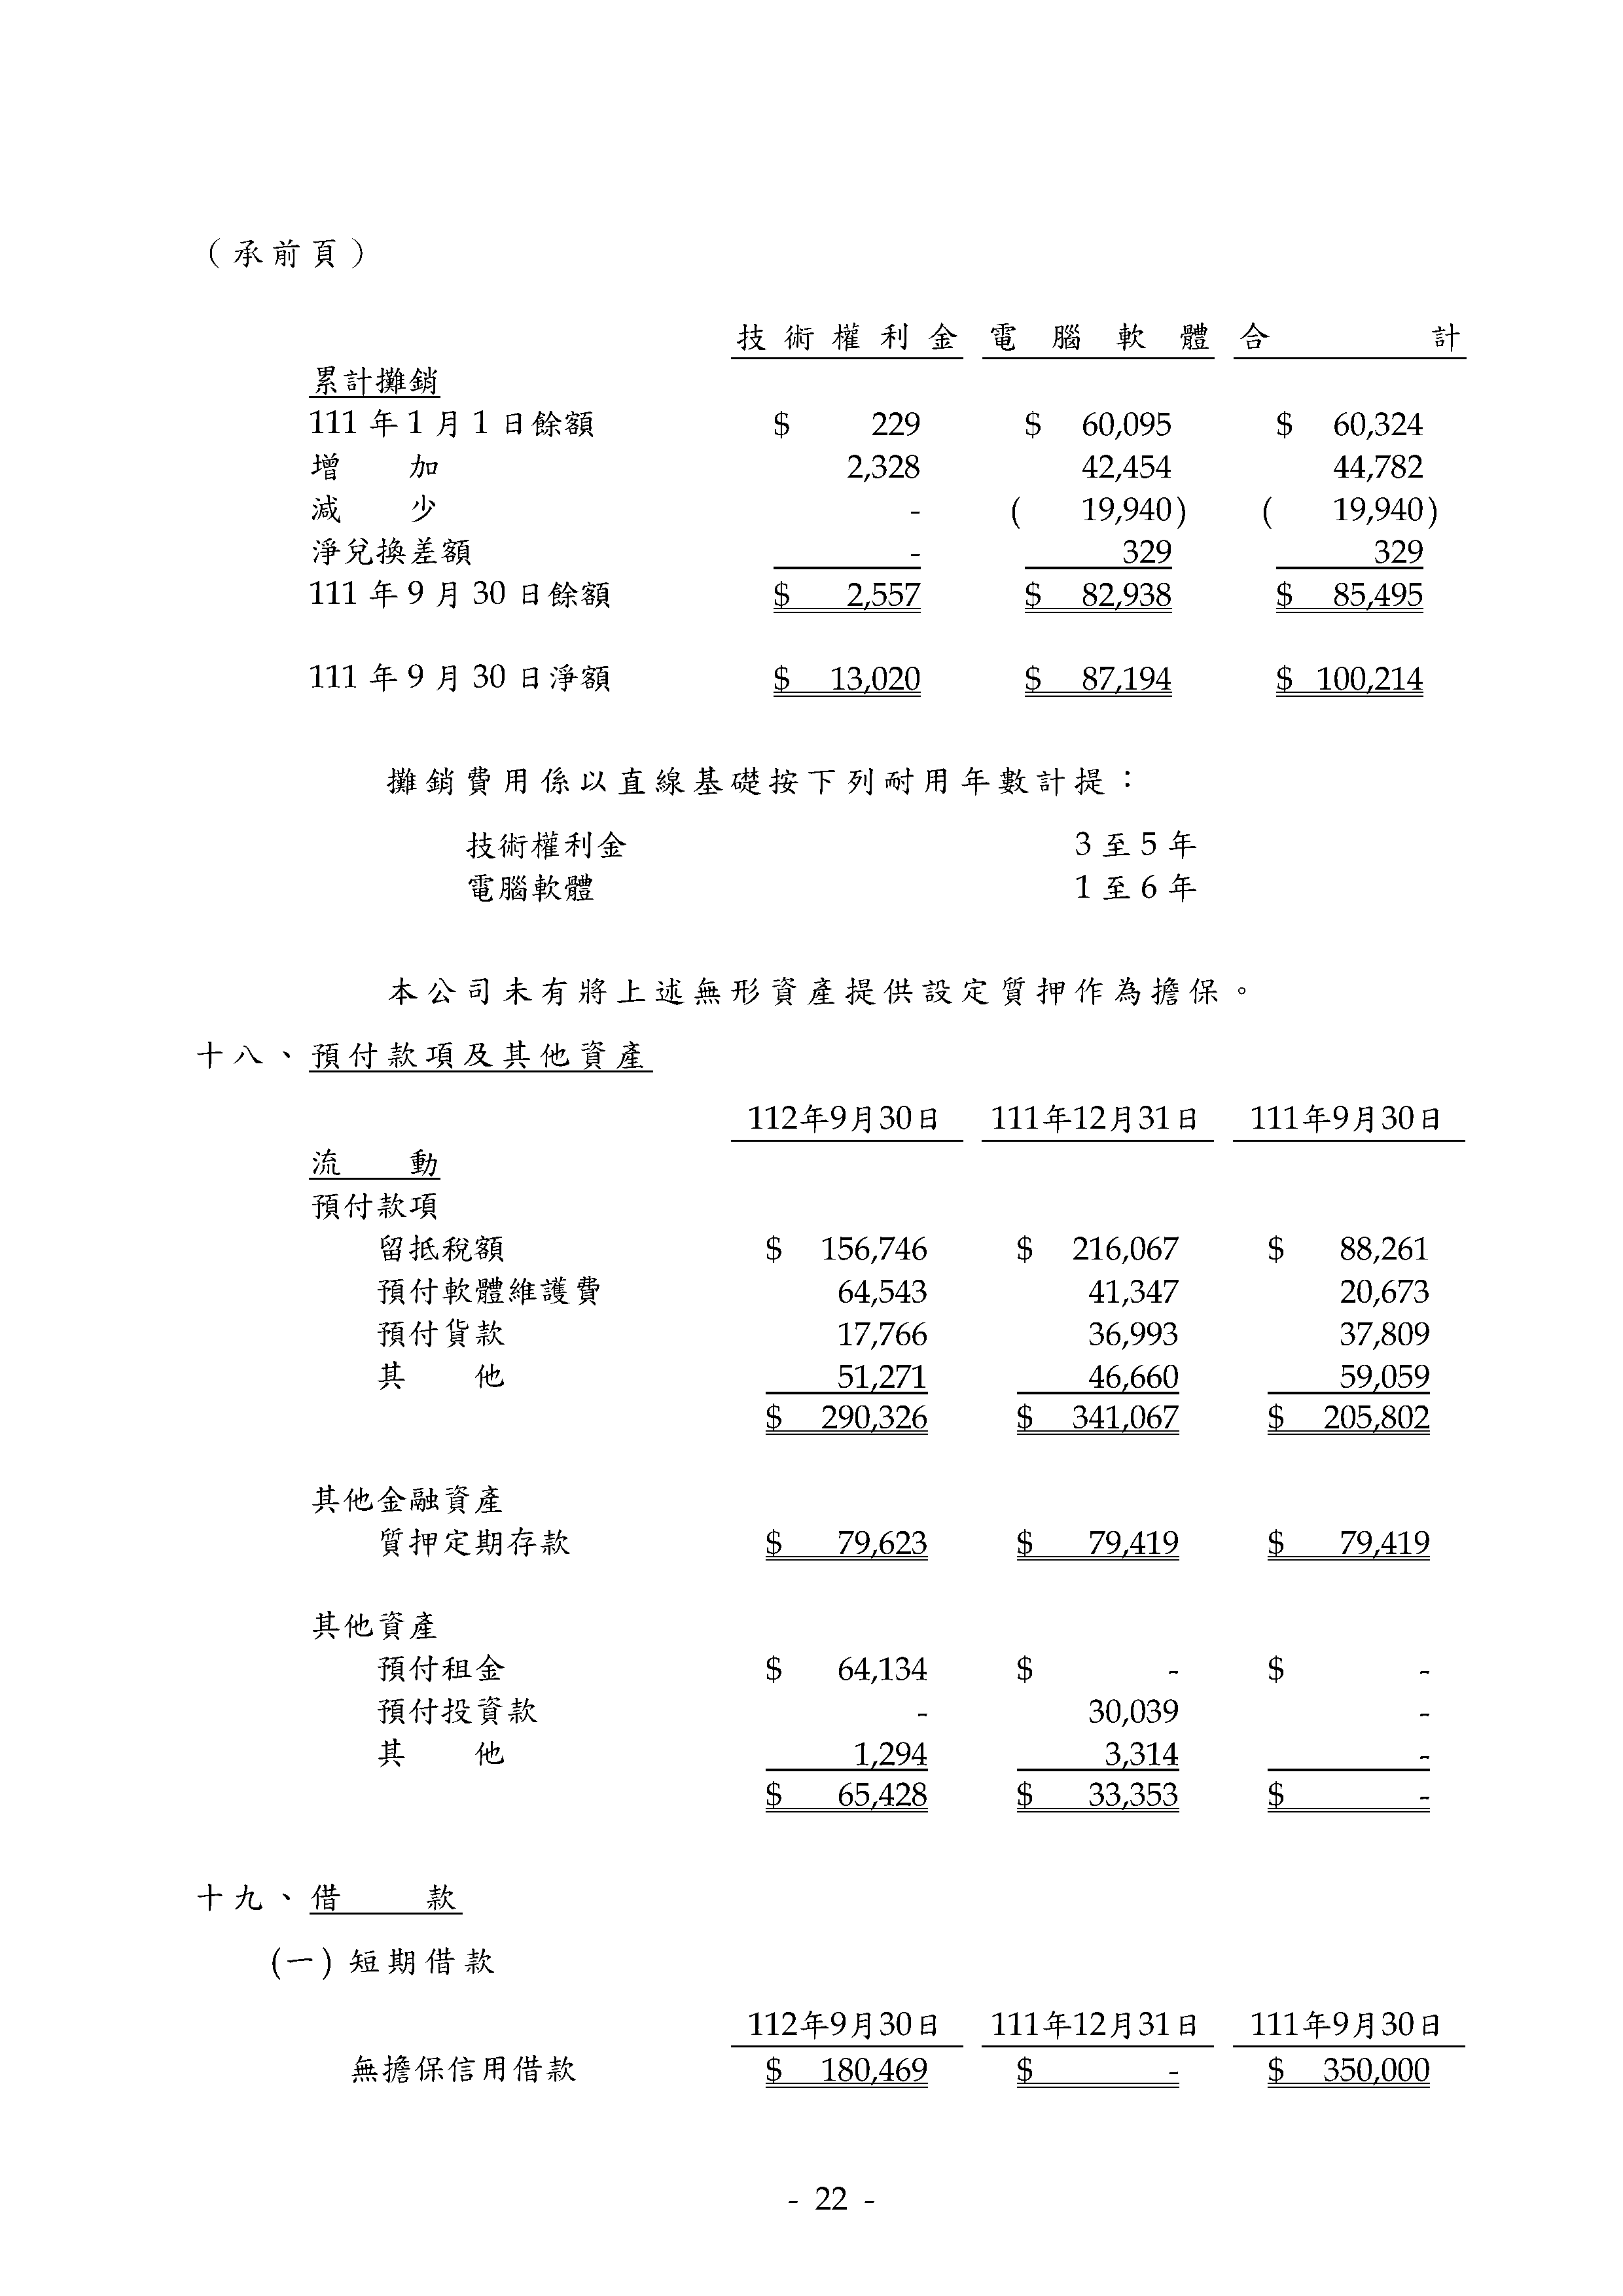 （承前頁）
技術權利金 電腦軟體 合計
累計攤銷
111 年 1 月 1 日餘額 $ 229 $ 60,095 $ 60,324
增加 2,328 42,454 44,782
減少 - ( 19,940) ( 19,940)
淨兌換差額 - 329 329
111 年 9 月 30 日餘額 $ 2,557 $ 82,938 $ 85,495
111 年 9 月 30 日淨額 $ 13,020 $ 87,194 $ 100,214
攤銷費用係以直線基礎按下列耐用年數計提：
技術權利金 3 至 5 年
電腦軟體 1 至 6 年
本公司未有將上述無形資產提供設定質押作為擔保。
十八、預付款項及其他資產
112年9月30日 111年12月31日 111年9月30日
流動
預付款項
留抵稅額 $ 156,746 $ 216,067 $ 88,261
預付軟體維護費 64,543 41,347 20,673
預付貨款 17,766 36,993 37,809
其他 51,271 46,660 59,059
$ 290,326 $ 341,067 $ 205,802
其他金融資產
質押定期存款 $ 79,623 $ 79,419 $ 79,419
其他資產
預付租金 $ 64,134 $ - $ -
預付投資款 - 30,039 -
其他 1,294 3,314 -
$ 65,428 $ 33,353 $ -
十九、借款
(一) 短期借款
112年9月30日 111年12月31日 111年9月30日
無擔保信用借款 $ 180,469 $ - $ 350,000
- 22 -